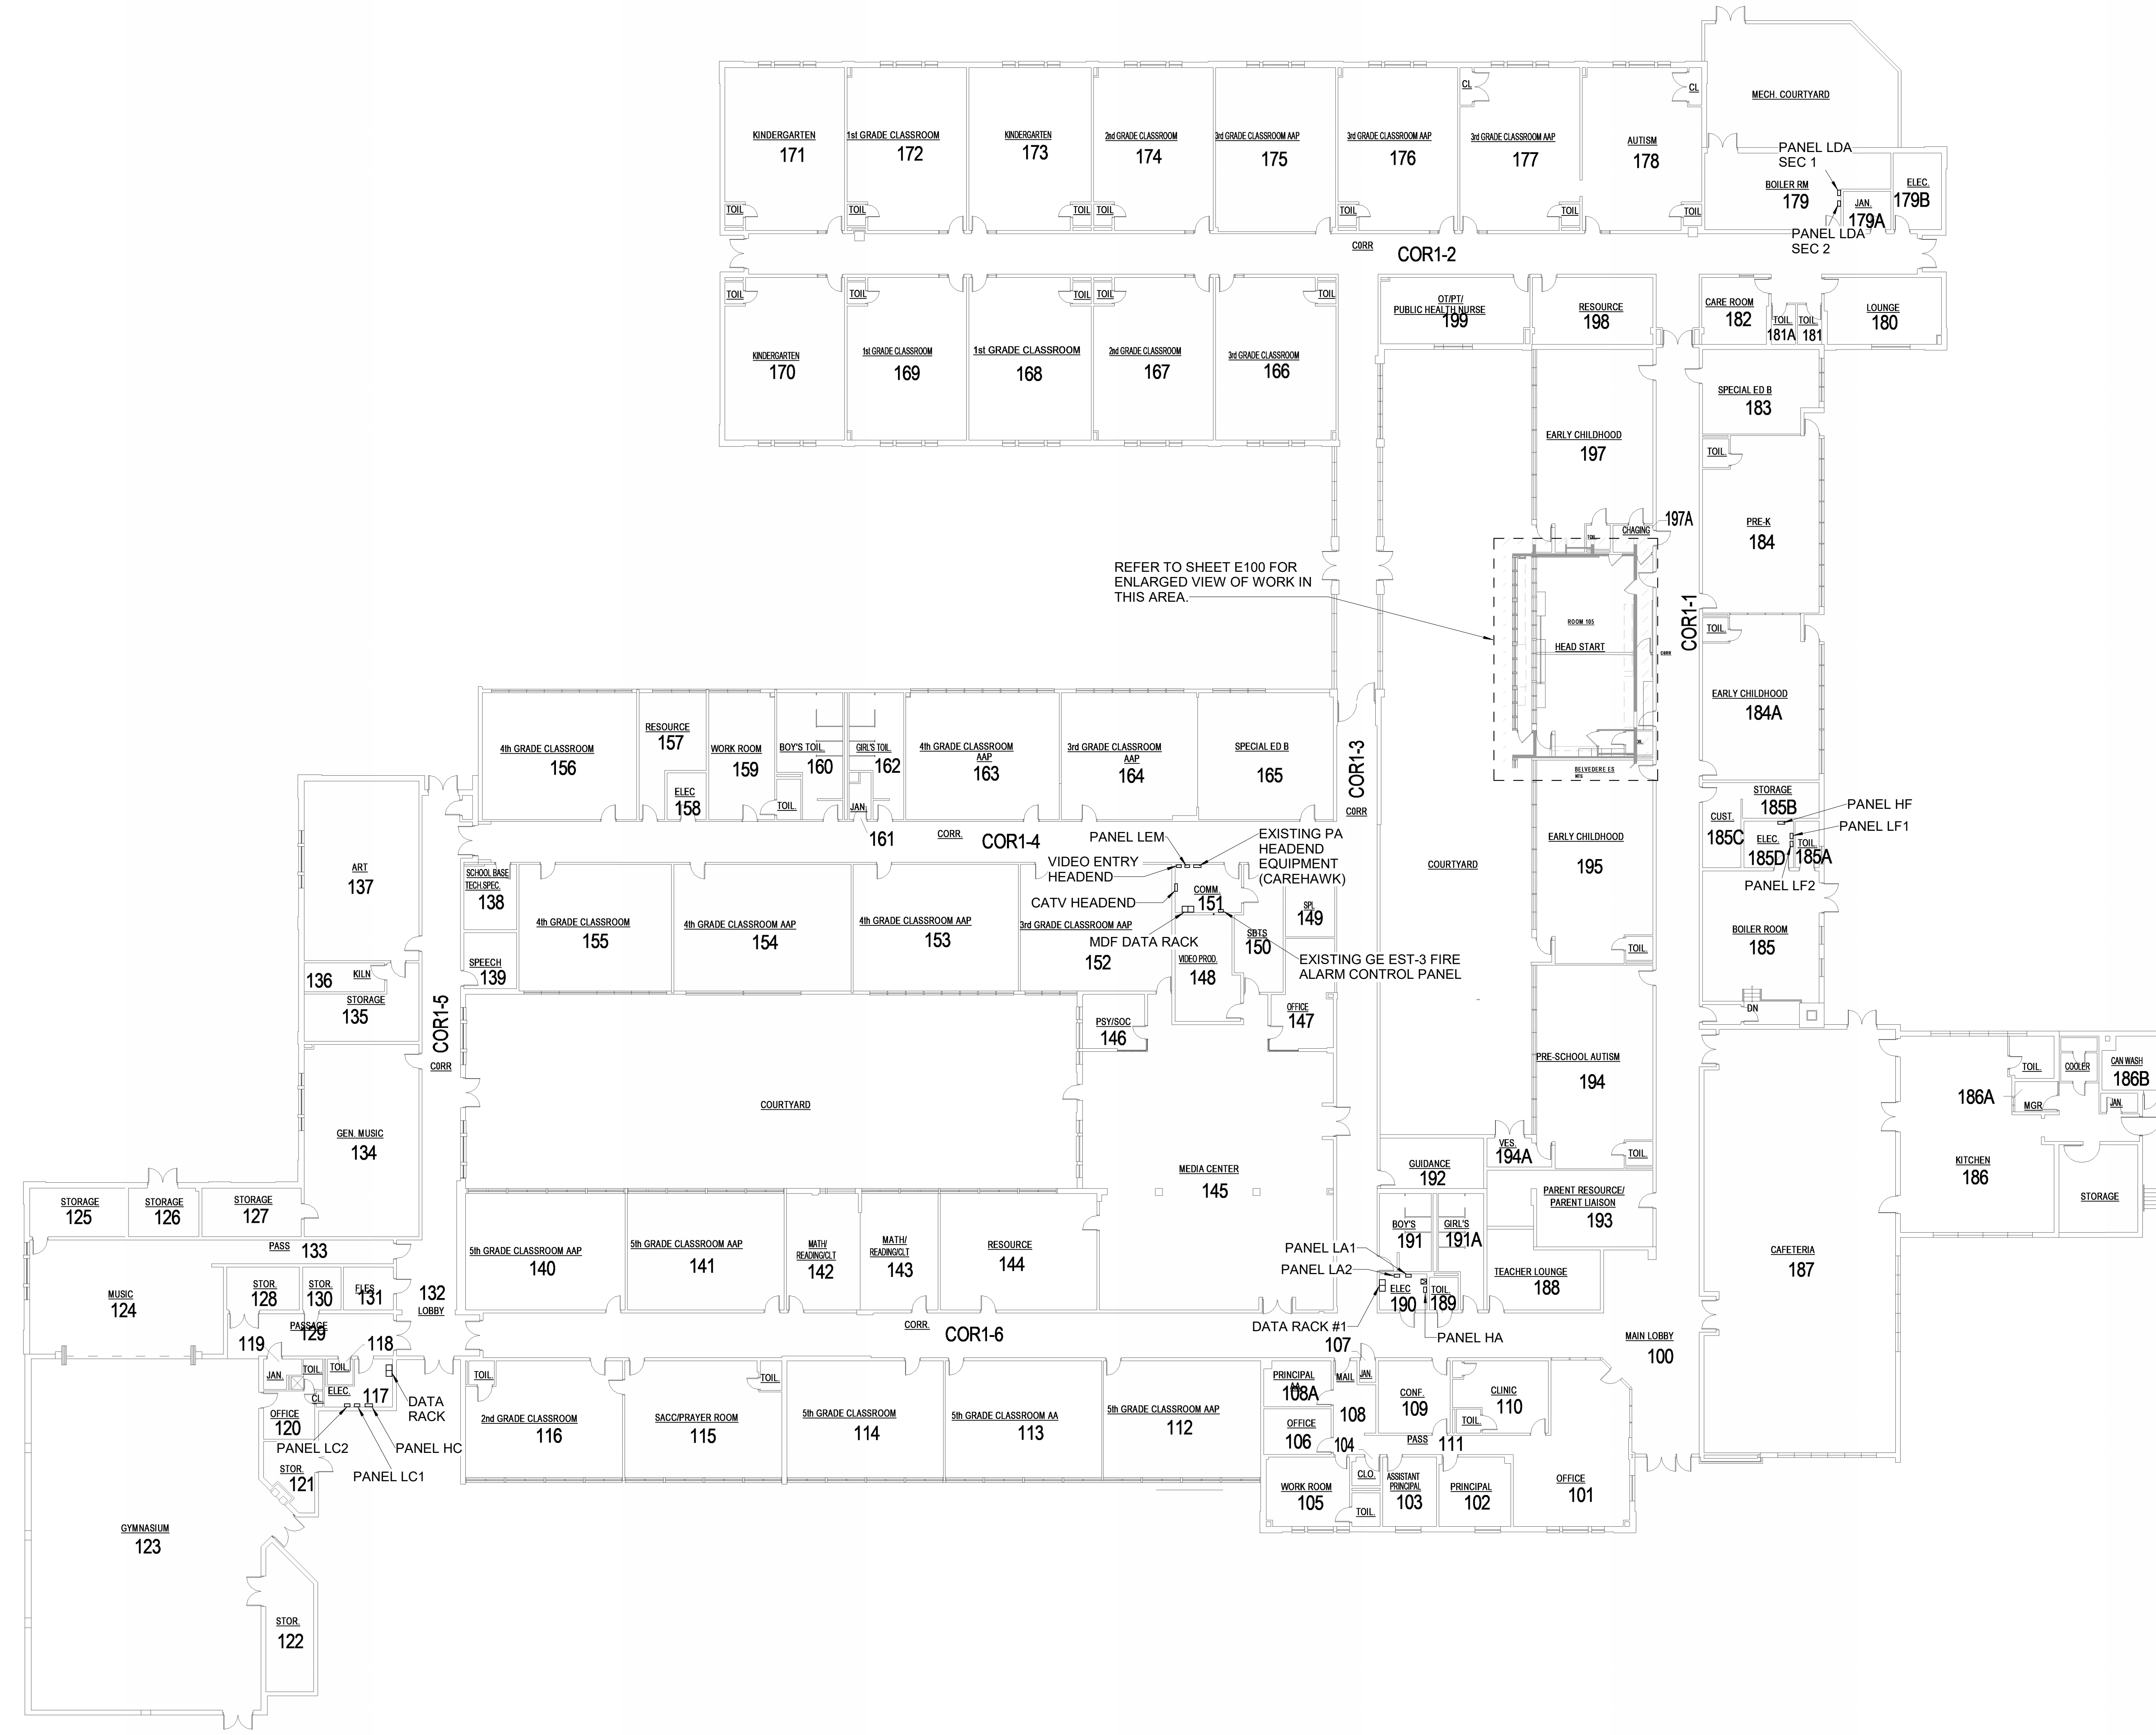 MECH. COURTYARD
KINDERGARTEN
171
1st GRADE CLASSROOM
172
KINDERGARTEN
173
2nd GRADE CLASSROOM
174
3rd GRADE CLASSROOM AAP
175
3rd GRADE CLASSROOM AAP
176
CL
3rd GRADE CLASSROOM AAP
177
CL
AUTISM
178
PANEL LDA
SEC 1
BOILER RM
179
JAN.
179A
ELEC.
179B
PANEL LDA
SEC 2
TOIL
TOIL
TOIL
TOIL
TOIL
TOIL
TOIL
CORR
COR1-2
TOIL
TOIL
TOIL
TOIL
TOIL
KINDERGARTEN
170
1st GRADE CLASSROOM
169
1st GRADE CLASSROOM
168
2nd GRADE CLASSROOM
167
3rd GRADE CLASSROOM
166
OT/PT/
PUBLIC HEALTH NURSE
199
RESOURCE
198
CARE ROOM
182
TOIL.
181A
TOIL.
181
LOUNGE
180
SPECIAL ED B
183
EARLY CHILDHOOD
197
TOIL.
PRE-K
184
197A
CHAGING
TOIL.
REFER TO SHEET E100 FOR
ENLARGED VIEW OF WORK IN
THIS AREA.
ROOM 105
HEAD START
CORR
COR1-1
TOIL.
EARLY CHILDHOOD
184A
BELVEDERE ES
NTS
4th GRADE CLASSROOM
156
RESOURCE
157
ELEC
158
WORK ROOM
159
BOY'S TOIL.
160
TOIL.
GIRL'S TOIL.
162
JAN.
161
4th GRADE CLASSROOM
AAP
163
3rd GRADE CLASSROOM
AAP
164
SPECIAL ED B
165
COR1-3
CORR
CORR.
COR1-4
STORAGE
185B
CUST.
185C
ELEC.
185D
TOIL.
185A
PANEL HF
PANEL LF1
PANEL LF2
BOILER ROOM
185
DN
ART
137
136
KILN
STORAGE
135
SCHOOL BASE
TECH.SPEC.
138
SPEECH
139
4th GRADE CLASSROOM
155
4th GRADE CLASSROOM AAP
154
4th GRADE CLASSROOM AAP
153
3rd GRADE CLASSROOM AAP
152
PANEL LEM
VIDEO ENTRY
HEADEND
CATV HEADEND
MDF DATA RACK
EXISTING PA
HEADEND
EQUIPMENT
(CAREHAWK)
COMM.
151
EXISTING GE EST-3 FIRE
ALARM CONTROL PANEL
SPL
149
SBTS
150
VIDEO PROD.
148
OFFICE
147
PSY/SOC
146
COURTYARD
EARLY CHILDHOOD
195
TOIL.
PRE-SCHOOL AUTISM
194
TOIL.
COR1-5
CORR
COURTYARD
GEN. MUSIC
134
MEDIA CENTER
145
VES.
194A
GUIDANCE
192
PARENT RESOURCE/
PARENT LIAISON
193
KITCHEN
186
186A
MGR
TOIL.
COOLER
CAN WASH
186B
JAN.
STORAGE
STORAGE
125
STORAGE
126
STORAGE
127
PASS
133
MUSIC
124
STOR.
128
STOR.
130
FLES
131
132
LOBBY
PASSAGE
129
5th GRADE CLASSROOM AAP
140
5th GRADE CLASSROOM AAP
141
MATH/
READING/CLT
142
MATH/
READING/CLT
143
RESOURCE
144
BOY'S
191
GIRL'S
191A
PANEL LA1
PANEL LA2
ELEC
190
TOIL.
189
DATA RACK #1
PANEL HA
TEACHER LOUNGE
188
CAFETERIA
187
MAIN LOBBY
100
CORR.
COR1-6
119
118
JAN.
TOIL.
TOIL.
CL.
ELEC.
117
DATA
RACK
OFFICE
120
PANEL LC2
PANEL HC
PANEL LC1
STOR.
121
GYMNASIUM
123
STOR.
122
TOIL.
2nd GRADE CLASSROOM
116
SACC/PRAYER ROOM
115
TOIL.
5th GRADE CLASSROOM
114
5th GRADE CLASSROOM AA
113
5th GRADE CLASSROOM AAP
112
107
PRINCIPAL
AA
108A
MAIL
JAN.
108
OFFICE
106
104
CONF.
109
CLINIC
110
TOIL.
PASS
111
WORK ROOM
105
CLO.
TOIL.
ASSISTANT
PRINCIPAL
103
PRINCIPAL
102
OFFICE
101